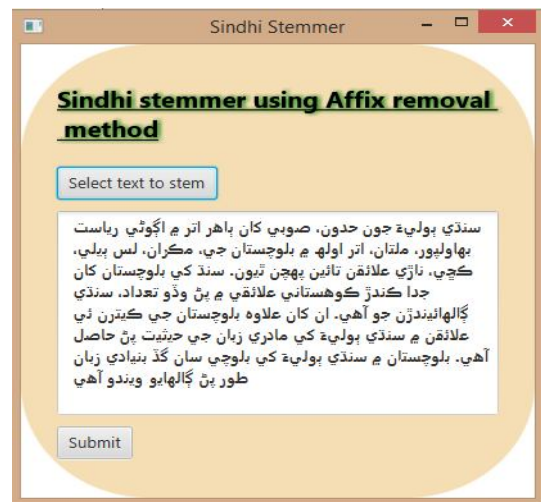 Sindhi Stemmer
Sindhi stemmer using Affix removal
method
Select text to stem
سنڌي ٻوليءَ جون حدون، صوبي کان ٻاهر اتر ۾ اڳوڻي رياست
بهاولپور، ملتان، اتر اولهه ۾ بلوچستان جي، مڪران، لس ٻيلي،
ڪڇي، ناڙي علائقن تائين پهچن ٿيون. سنڌ کي بلوچستان کان
جدا ڪندڙ ڪوهستاني علائقي ۾ پڻ وڏو تعداد، سنڌي
ڳالهائيندڙن جو آهي. ان کان علاوه بلوچستان جي ڪيترن ئي
علائقن ۾ سنڌي ٻوليءَ کي مادري زبان جي حيثيت پڻ حاصل
آهي. بلوچستان ۾ سنڌي ٻوليءَ کي بلوچي سان گڏ بنيادي زبان
طور پڻ ڳالهايو ويندو آهي
Submit